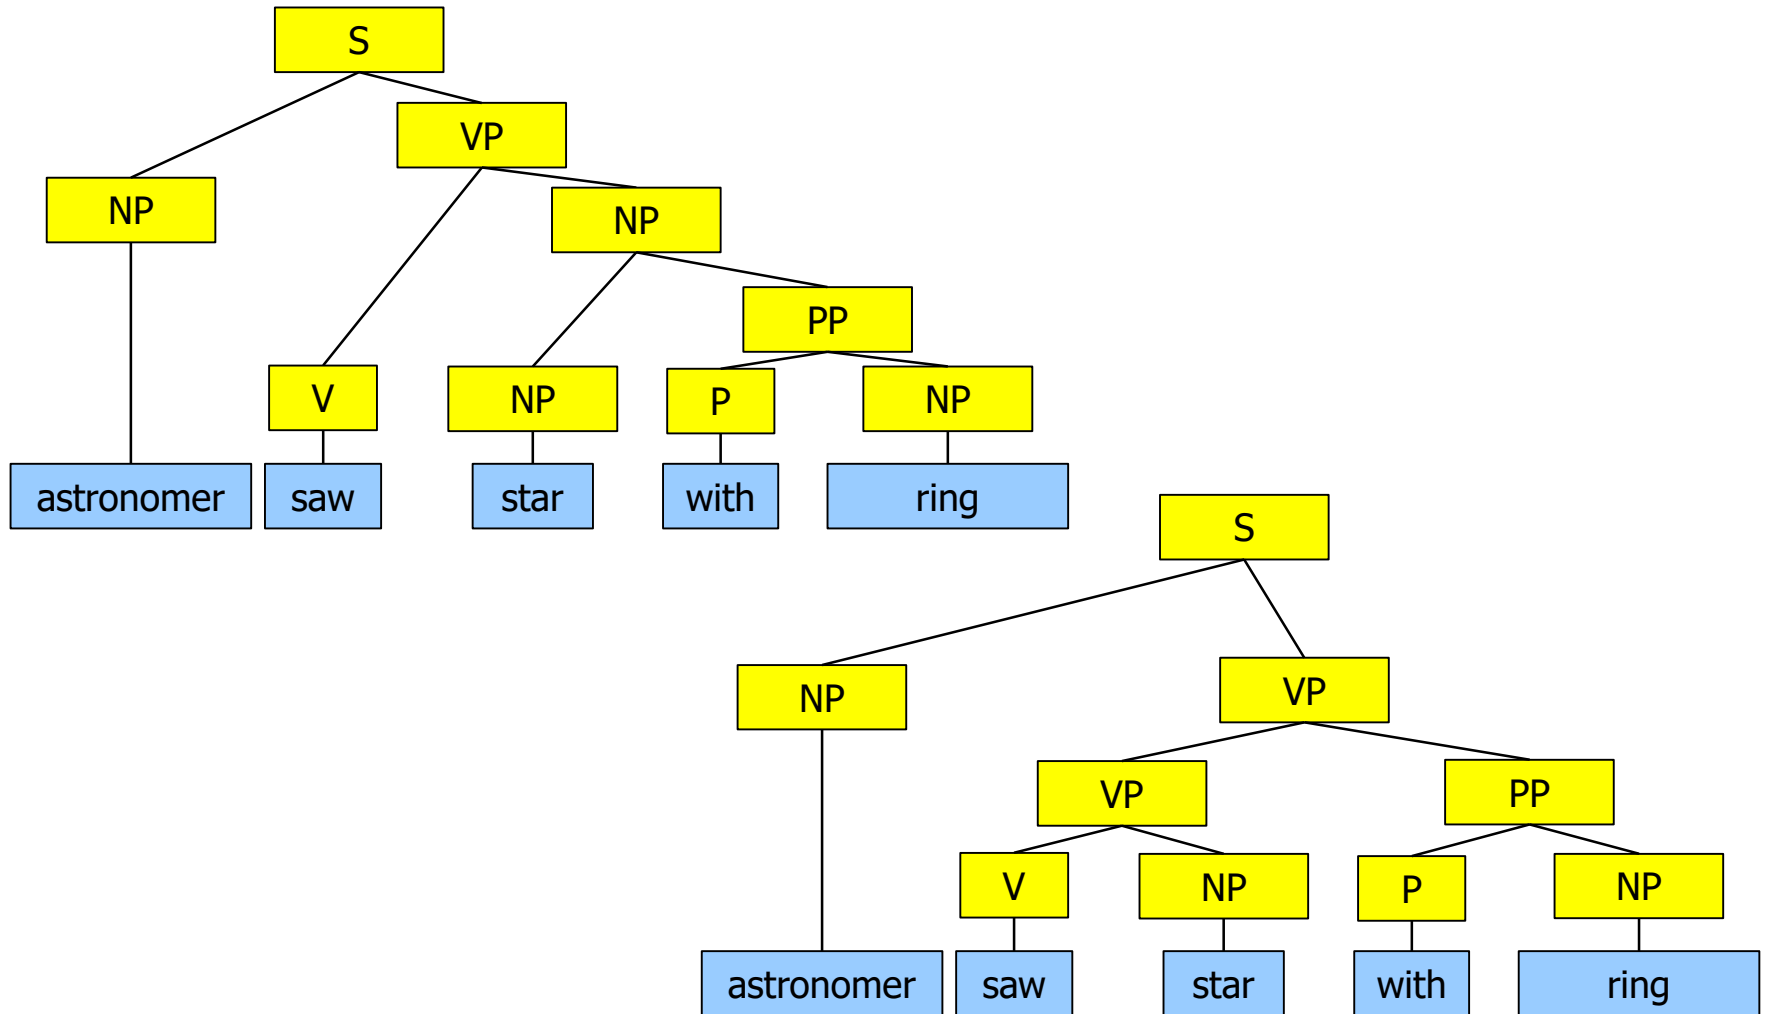 S
VP
NP
NP
PP
V
NP
P
NP
astronomer saw star with ring
S
NP
VP
VP
PP
V
NP
P
NP
astronomer saw star with ring